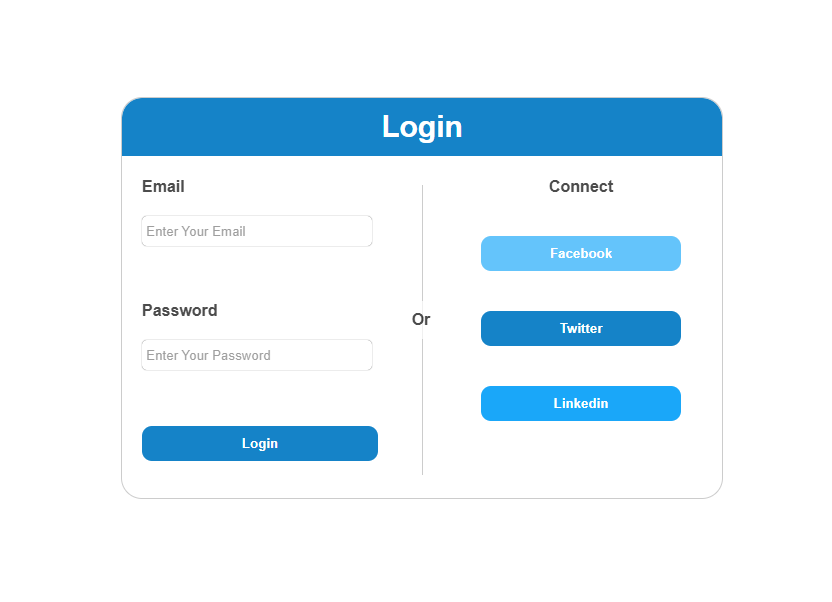 Login
Email
Enter Your Email
Password
Enter Your Password
Login
Or
Connect
Facebook
Twitter
Linkedin